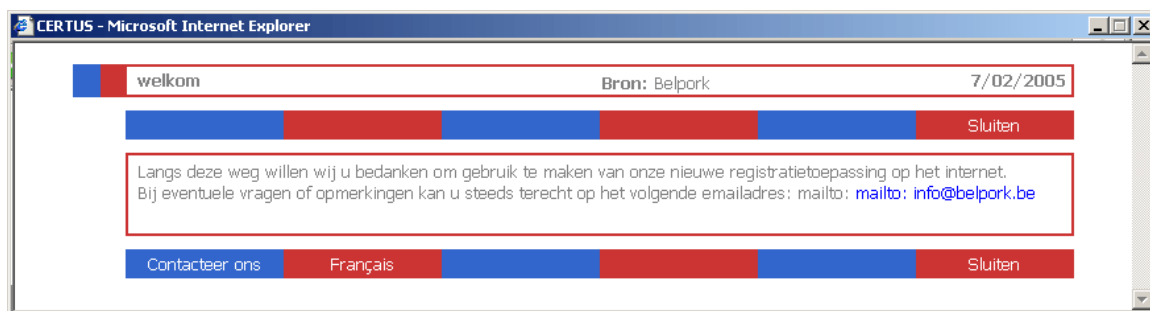 CERTUS - Microsoft Internet Explorer
welkom Bron: Belpork 7/02/2005
Sluiten
Langs deze weg willen wij u bedanken om gebruik te maken van onze nieuwe registratietoepassing op het internet.
Bij eventuele vragen of opmerkingen kan u steeds terecht op het volgende emailadres: mailto: mailto: info@belpork.be
Contacteer ons Français Sluiten